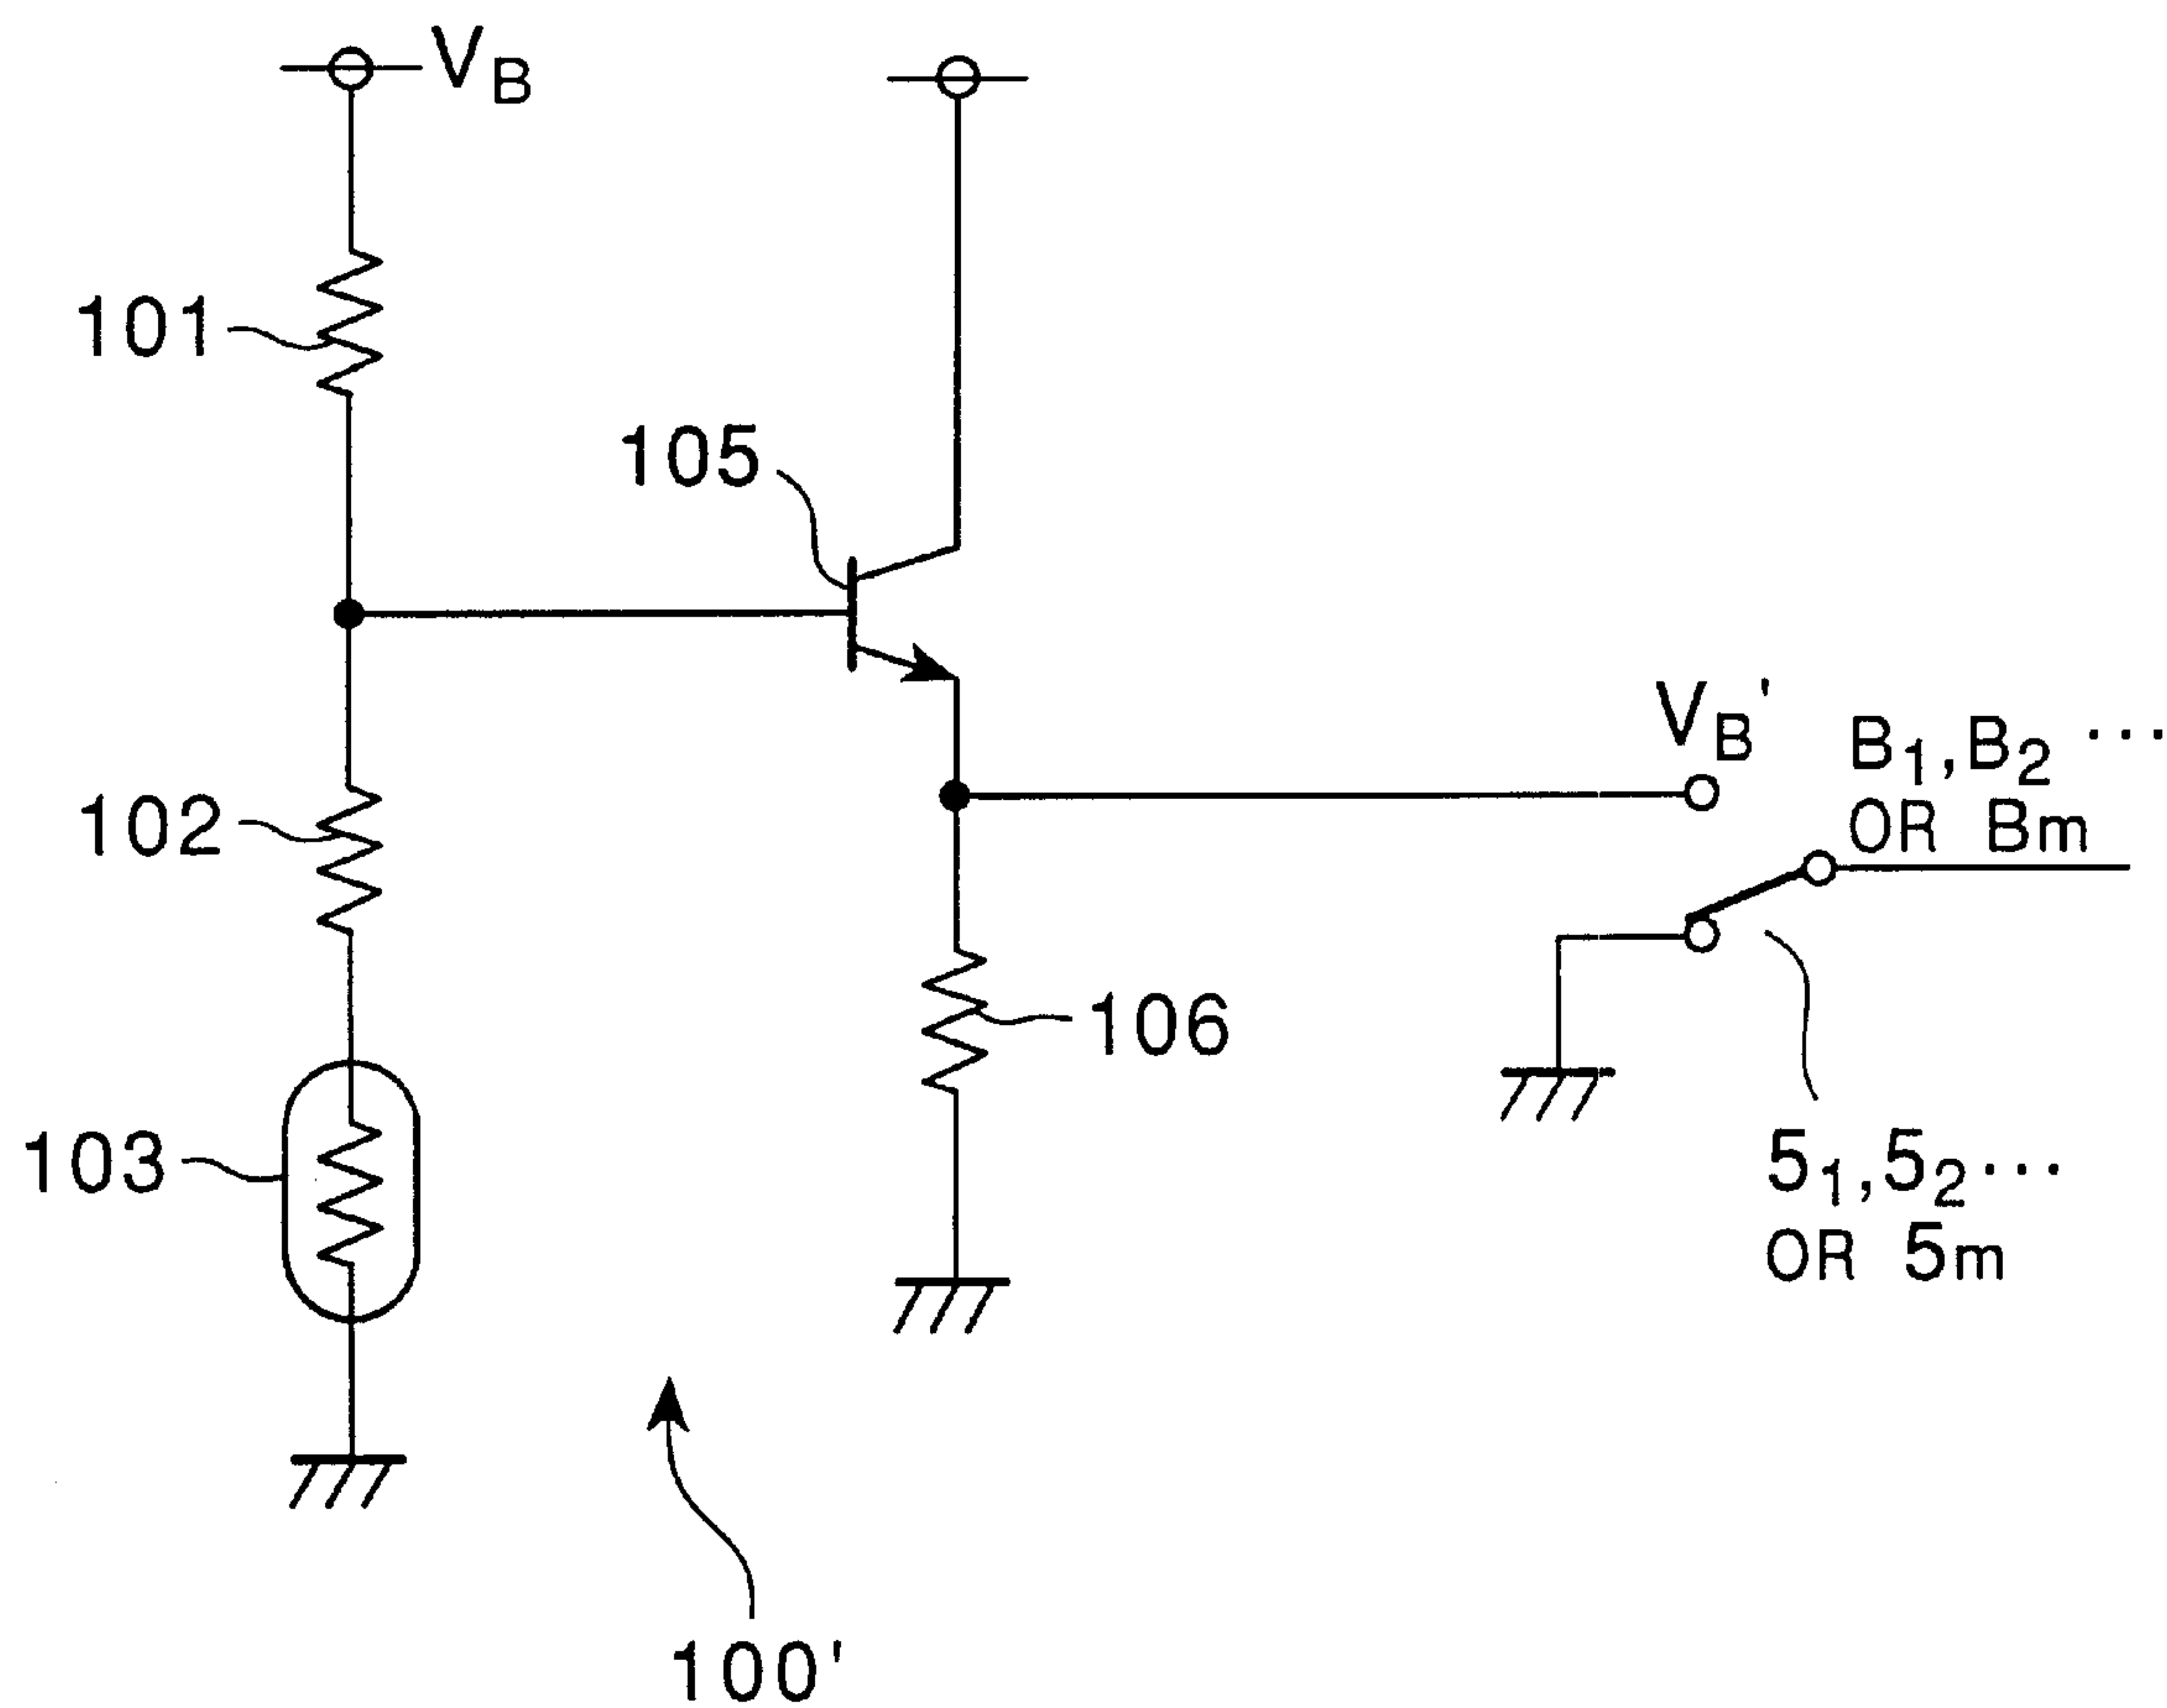 V_B
101
105
V_B'
B_1,B_2 ...
OR Bm
102
106
103
5_1,5_2...
OR 5m
100'